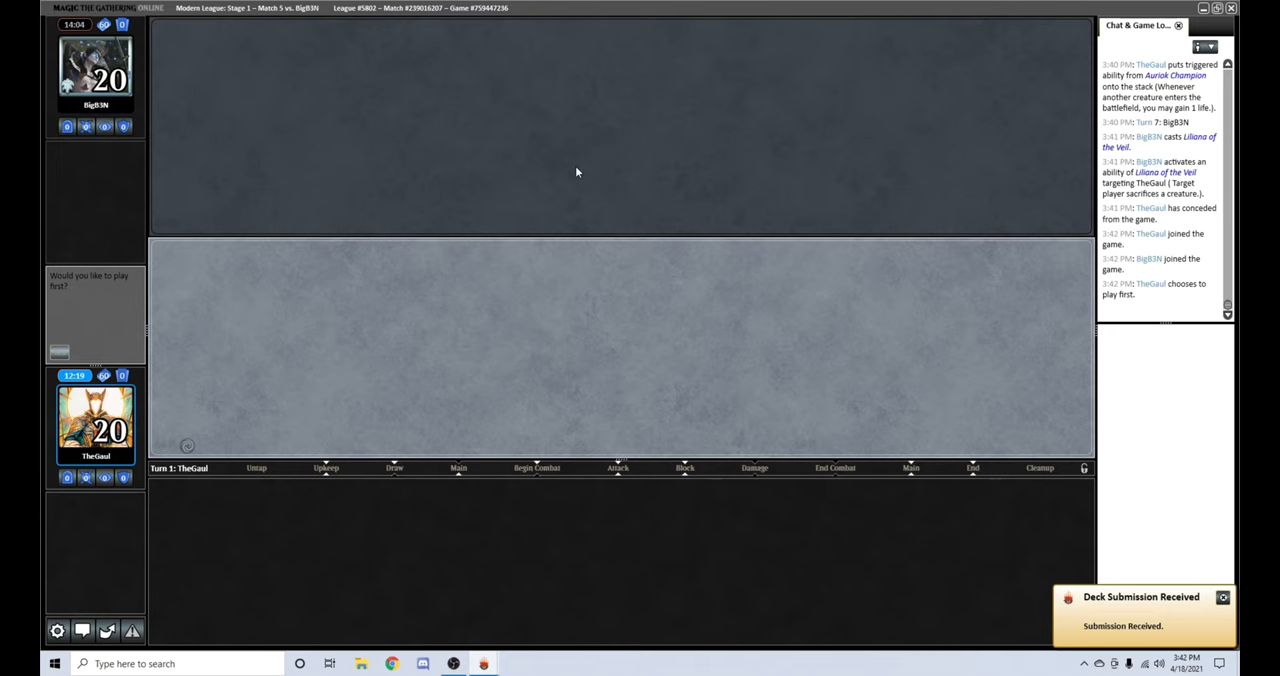 MAGIC THE GATHERING ONLINE Modern League: Stage 1 – Match 5 vs. BigB3N League #5802 – Match #239016207 – Game #759447236
14:04 60 0
20
BigB3N
0 0 0 0
Would you like to play
first?
12:19 60 0
20
TheGaul
0 0 0 0
Turn 1: TheGaul Untap Upkeep Draw Main Begin Combat Attack Block Damage End Combat Main End Cleanup
Chat & Game Lo...
3:40 PM: TheGaul puts triggered
ability from Auriok Champion
onto the stack (Whenever
another creature enters the
battlefield, you may gain 1 life.).
3:40 PM: Turn 7: BigB3N
3:41 PM: BigB3N casts Liliana of
the Veil.
3:41 PM: BigB3N activates an
ability of Liliana of the Veil
targeting TheGaul ( Target
player sacrifices a creature.).
3:41 PM: TheGaul has conceded
from the game.
3:42 PM: TheGaul joined the
game.
3:42 PM: BigB3N joined the
game.
3:42 PM: TheGaul chooses to
play first.
Deck Submission Received
Submission Received.
Type here to search
3:42 PM
4/18/2021